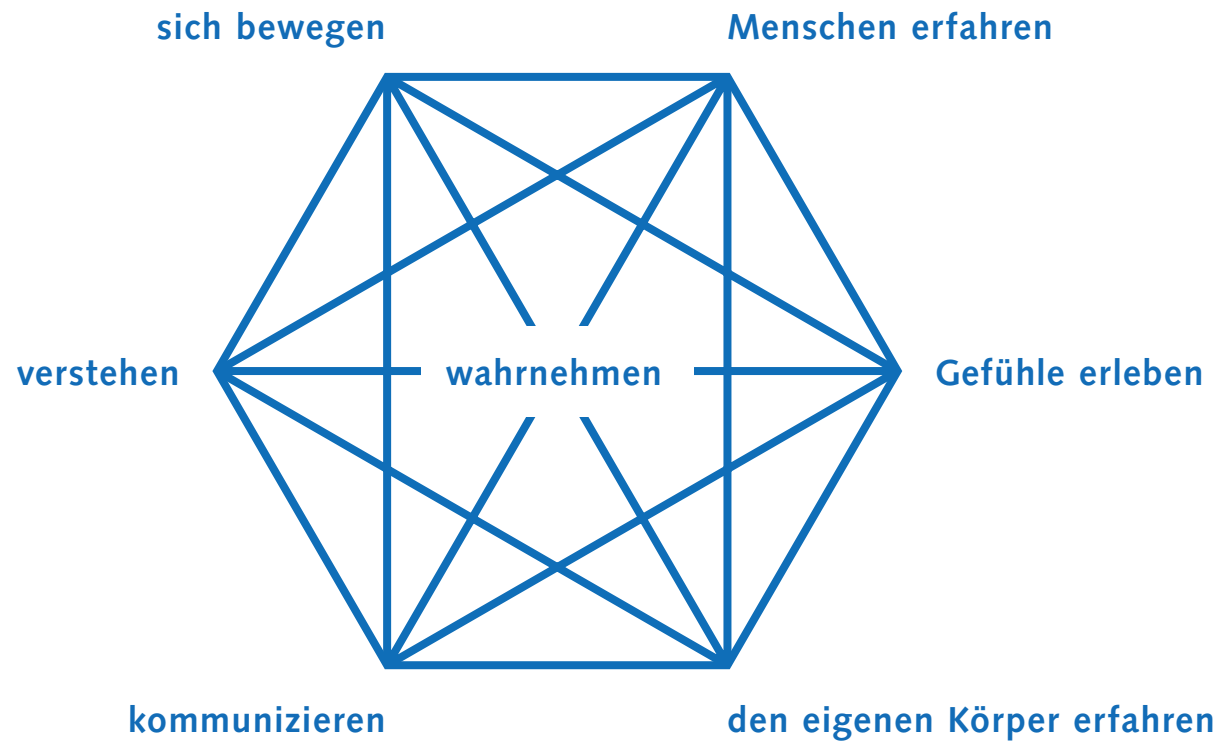 sich bewegen
Menschen erfahren
verstehen
wahrnehmen
Gefühle erleben
kommunizieren
den eigenen Körper erfahren